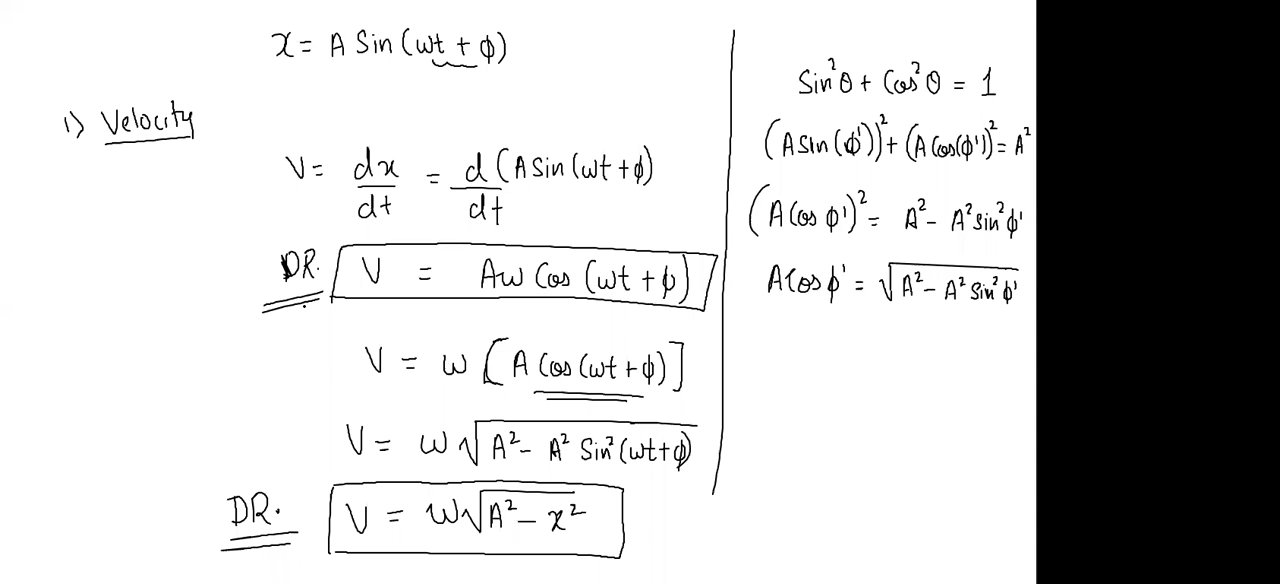 x = A Sin (ωt + ϕ)
1) Velocity
V = dx/dt = d/dt (A Sin (ωt + ϕ)
DR. V = Aω Cos (ωt + ϕ)
V = ω [A Cos (ωt + ϕ)]
V = ω √(A² - A² Sin² (ωt + ϕ)
DR. V = ω√(A² - x²)
Sin²θ + Cos²θ = 1
(A sin (ϕ'))² + (A Cos(ϕ'))² = A²
(A Cos ϕ')² = A² - A² sin² ϕ'
A Cos ϕ' = √(A² - A² Sin² ϕ')